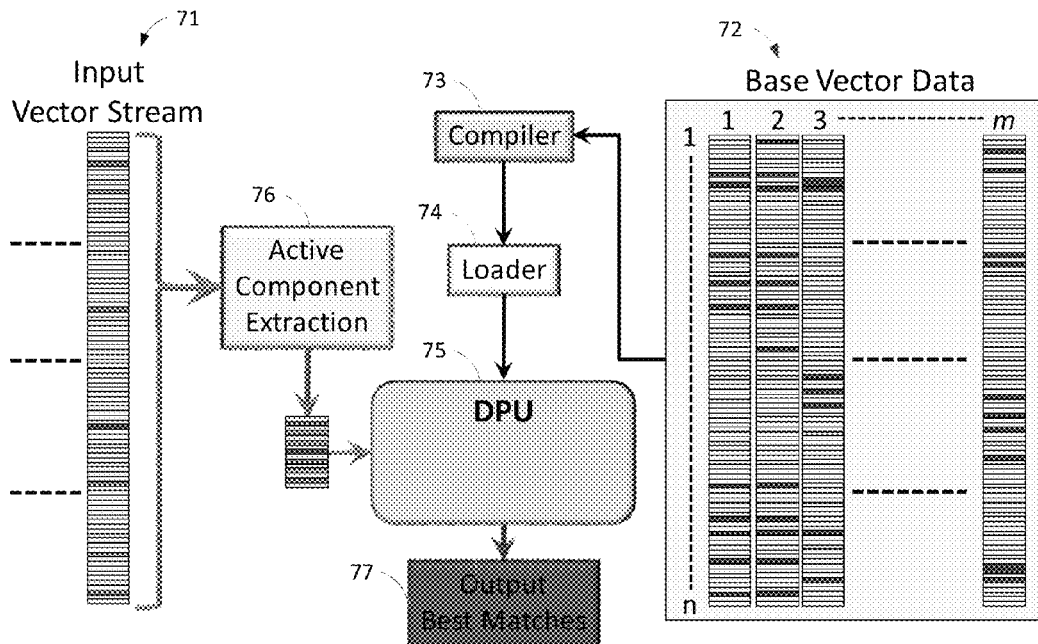 71
Input
Vector Stream
72
Base Vector Data
73
Compiler
1 2 3 m
1
n
76
Active
Component
Extraction
74
Loader
75
DPU
77
Output
Best Matches